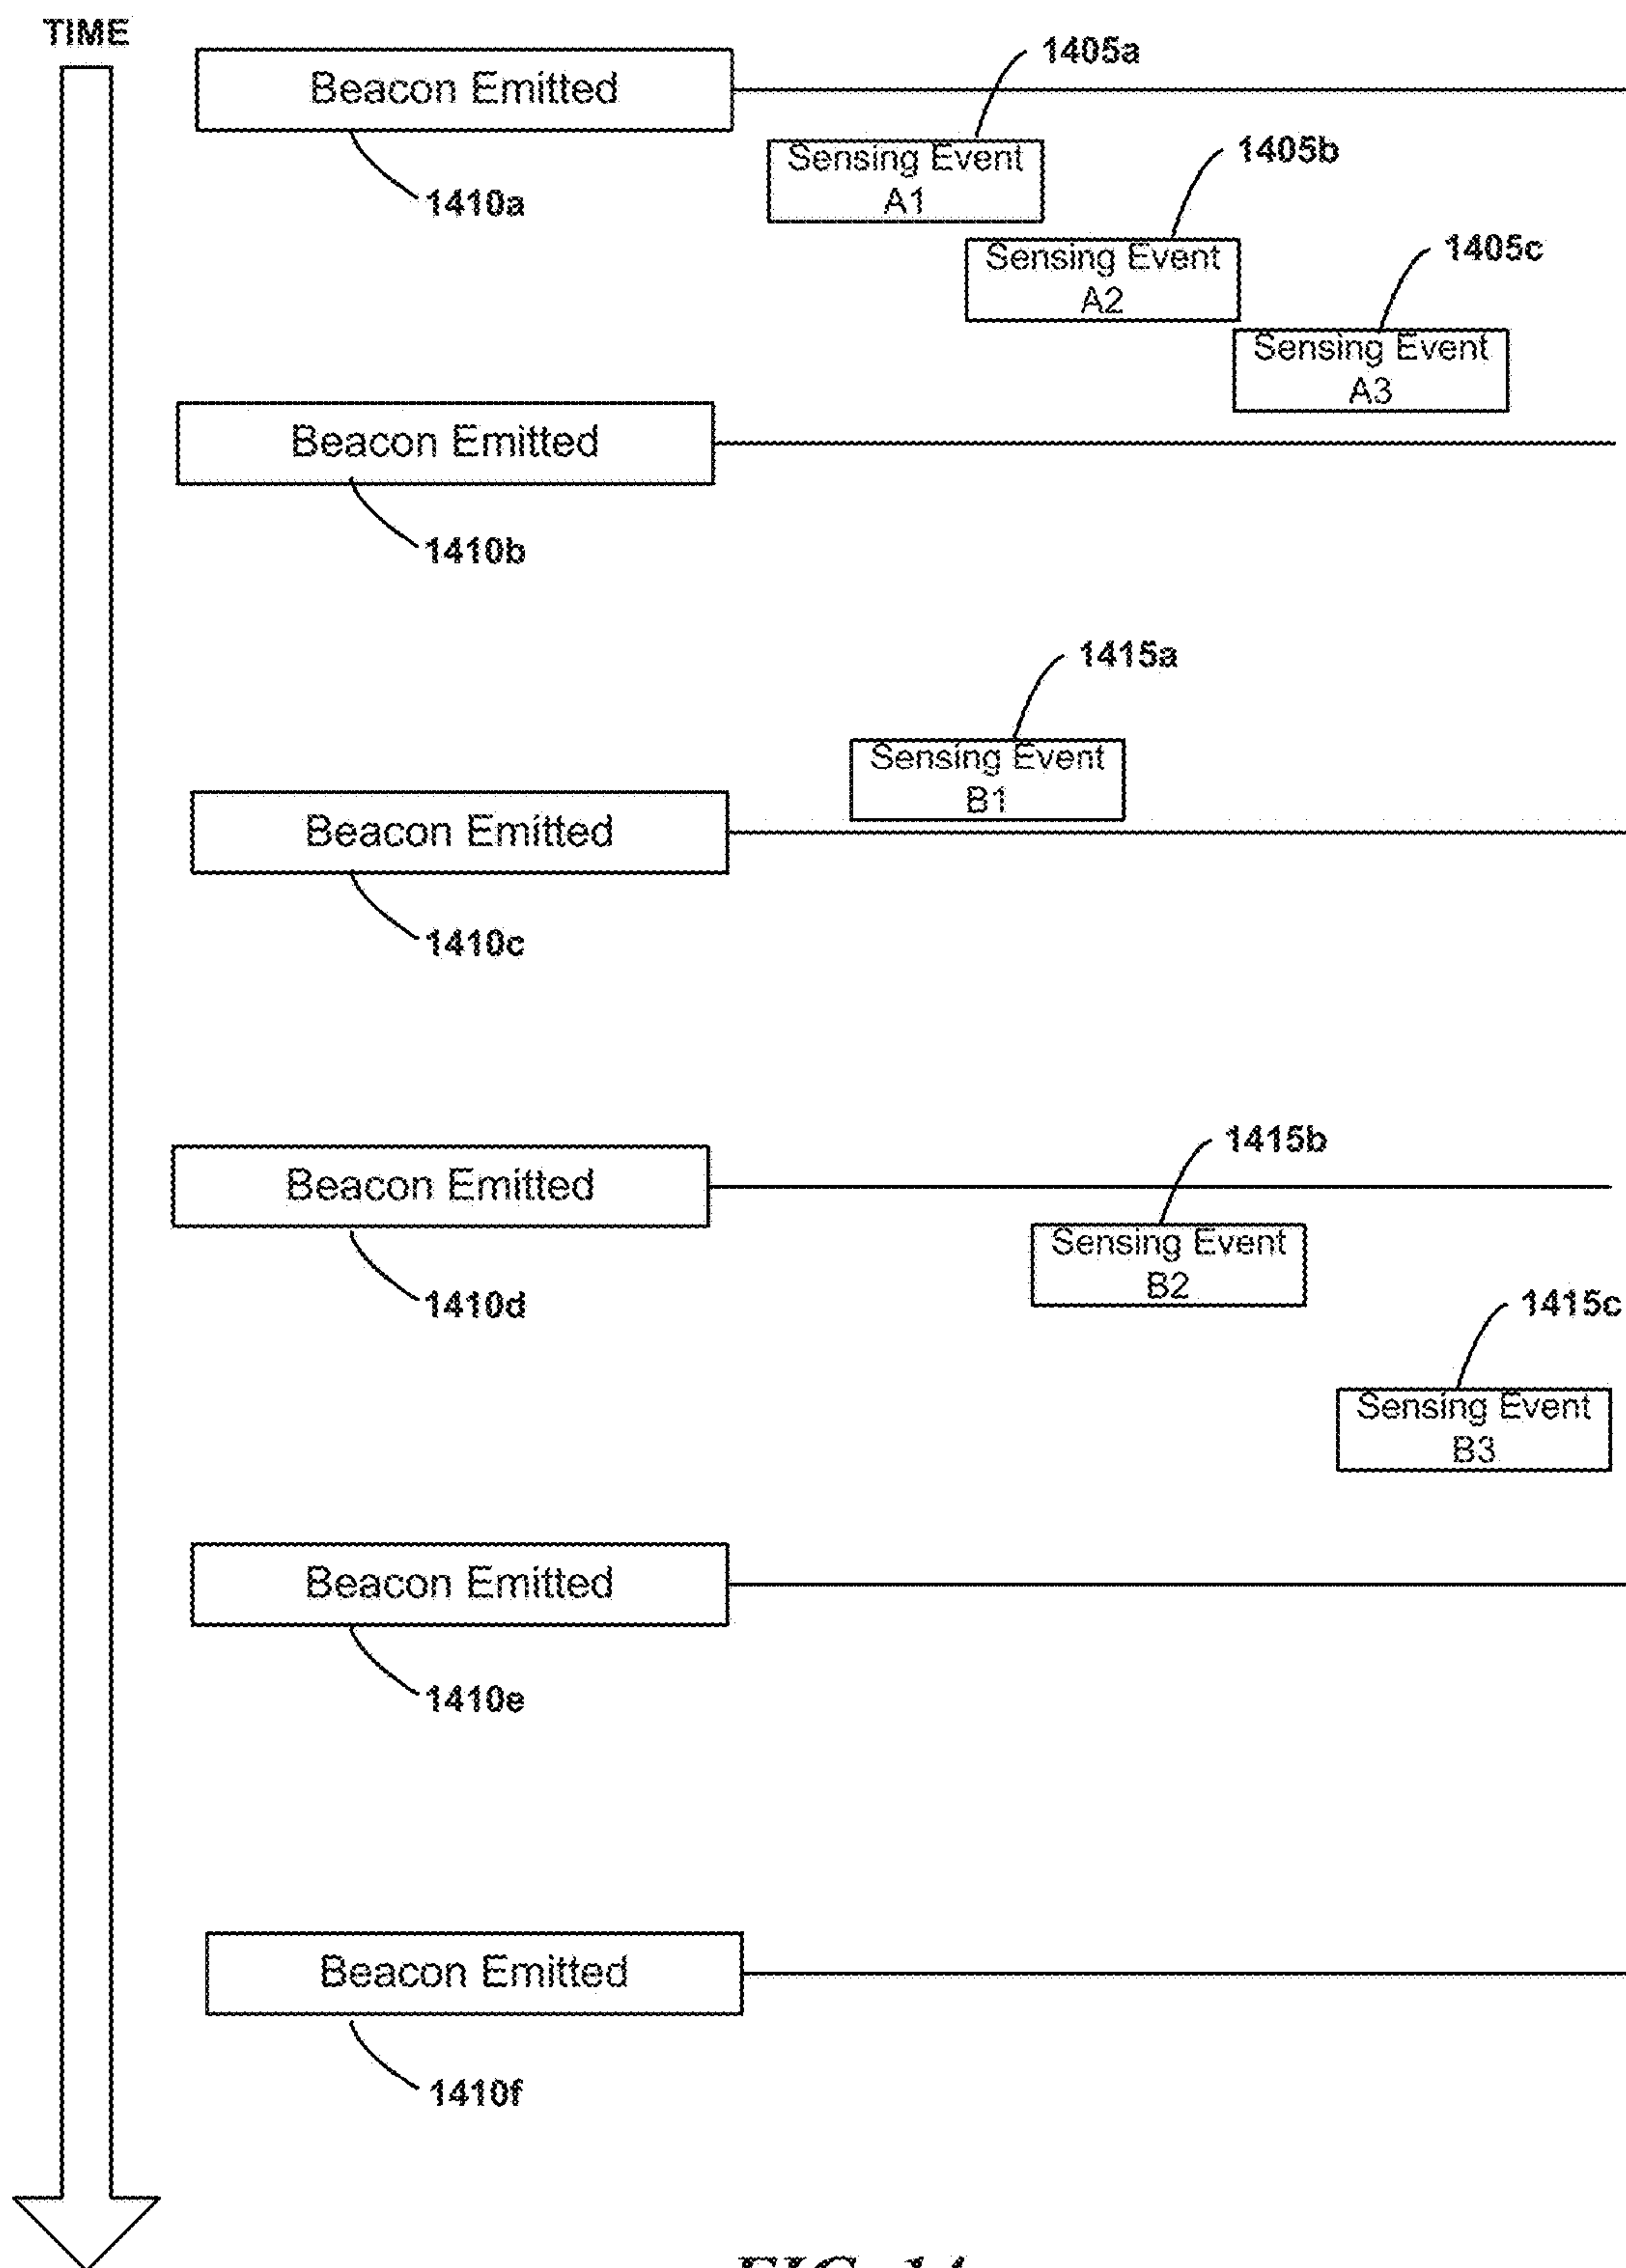 TIME
Beacon Emitted
1405a
Sensing Event
A1
1405b
1410a
Sensing Event
A2
1405c
Sensing Event
A3
Beacon Emitted
1410b
1415a
Sensing Event
B1
Beacon Emitted
1410c
1415b
Beacon Emitted
Sensing Event
B2
1410d
1415c
Sensing Event
B3
Beacon Emitted
1410e
Beacon Emitted
1410f